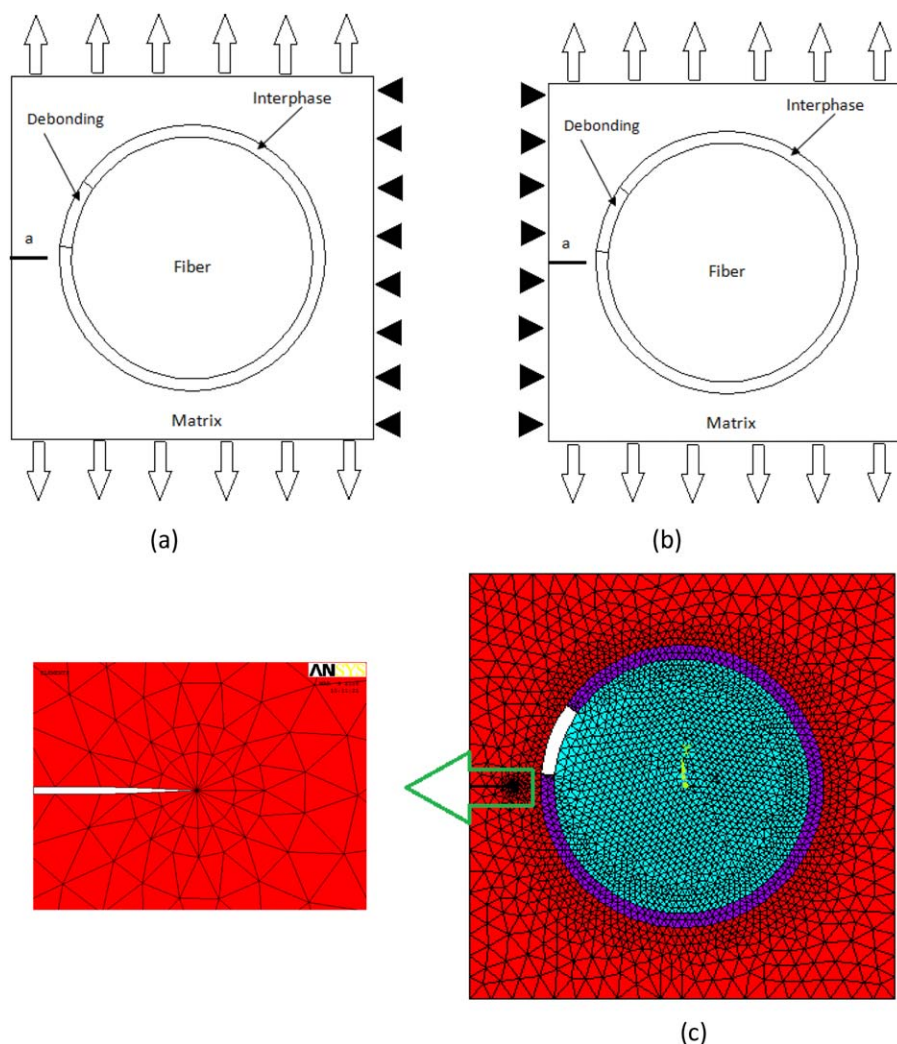 Debonding
Interphase
a
Fiber
Matrix
(a)
Debonding
Interphase
a
Fiber
Matrix
(b)
ANSYS
(c)